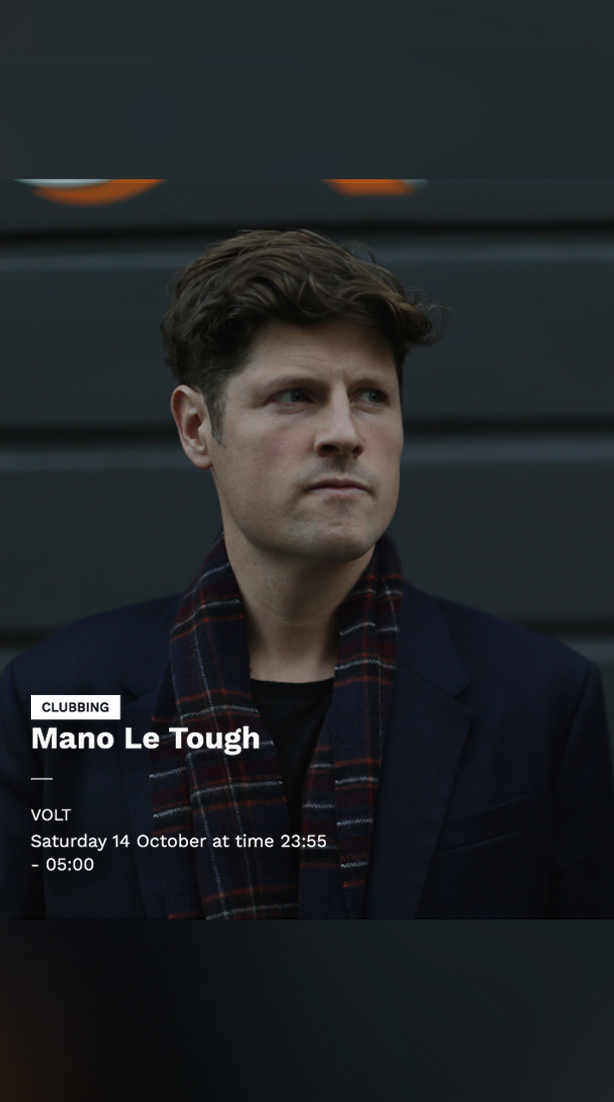 CLUBBING
Mano Le Tough
VOLT
Saturday 14 October at time 23:55
- 05:00